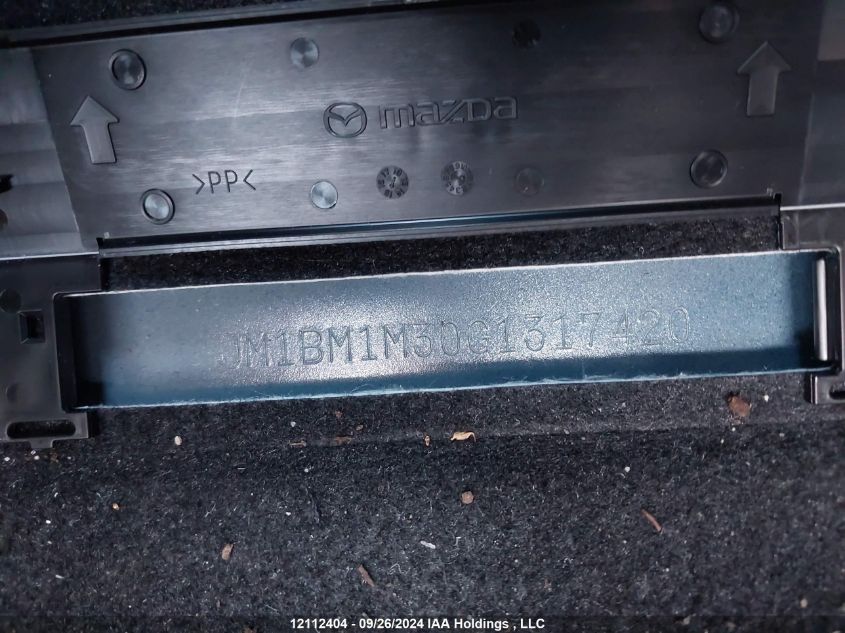 mazda
>PP<
JM1BM1M30G1317420
12112404 - 09/26/2024 IAA Holdings , LLC